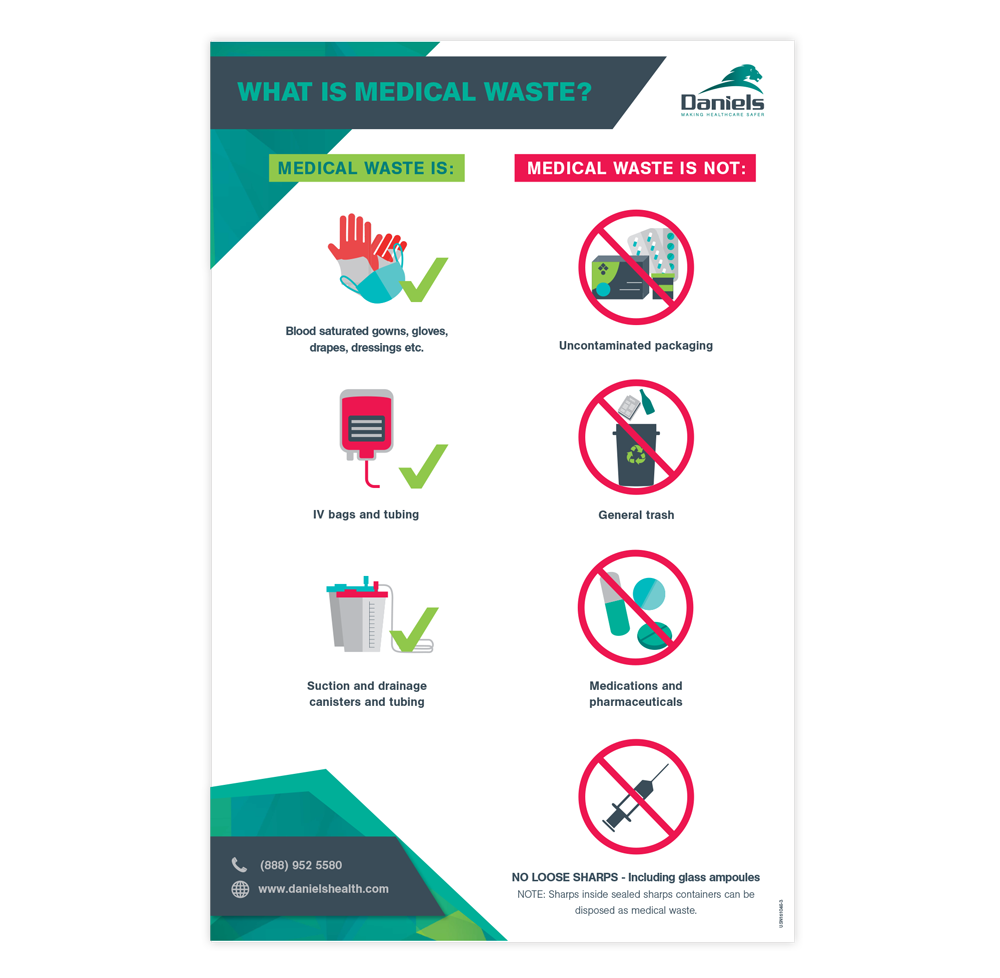 WHAT IS MEDICAL WASTE?
Daniels
MAKING HEALTHCARE SAFER
MEDICAL WASTE IS:
Blood saturated gowns, gloves,
drapes, dressings etc.
IV bags and tubing
Suction and drainage
canisters and tubing
MEDICAL WASTE IS NOT:
Uncontaminated packaging
General trash
Medications and
pharmaceuticals
NO LOOSE SHARPS - Including glass ampoules
NOTE: Sharps inside sealed sharps containers can be
disposed as medical waste.
(888) 952 5580
www.danielshealth.com